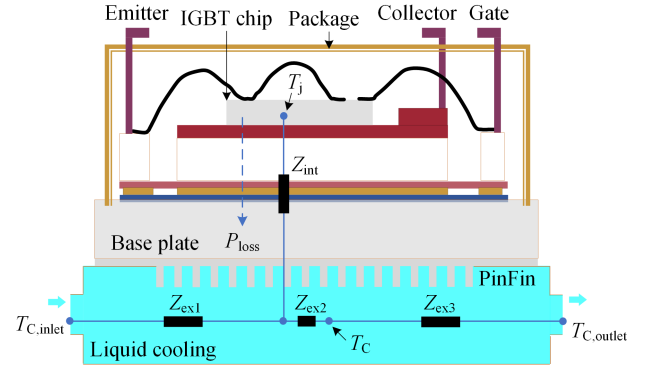 Emitter
IGBT chip
Package
Collector
Gate
Tj
Zint
Ploss
Base plate
PinFin
Zex1
Zex2
Zex3
TC,inlet
TC
TC,outlet
Liquid cooling